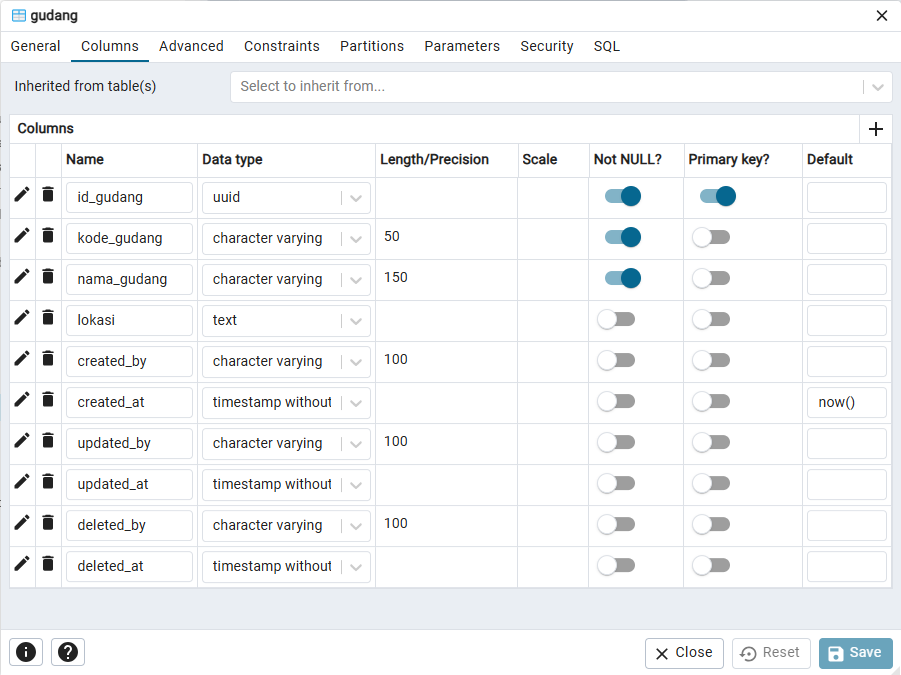 gudang
General Columns Advanced Constraints Partitions Parameters Security SQL
Inherited from table(s) Select to inherit from...
Columns
Name Data type Length/Precision Scale Not NULL? Primary key? Default
id_gudang uuid
kode_gudang character varying 50
nama_gudang character varying 150
lokasi text
created_by character varying 100
created_at timestamp without now()
updated_by character varying 100
updated_at timestamp without
deleted_by character varying 100
deleted_at timestamp without
Close Reset Save